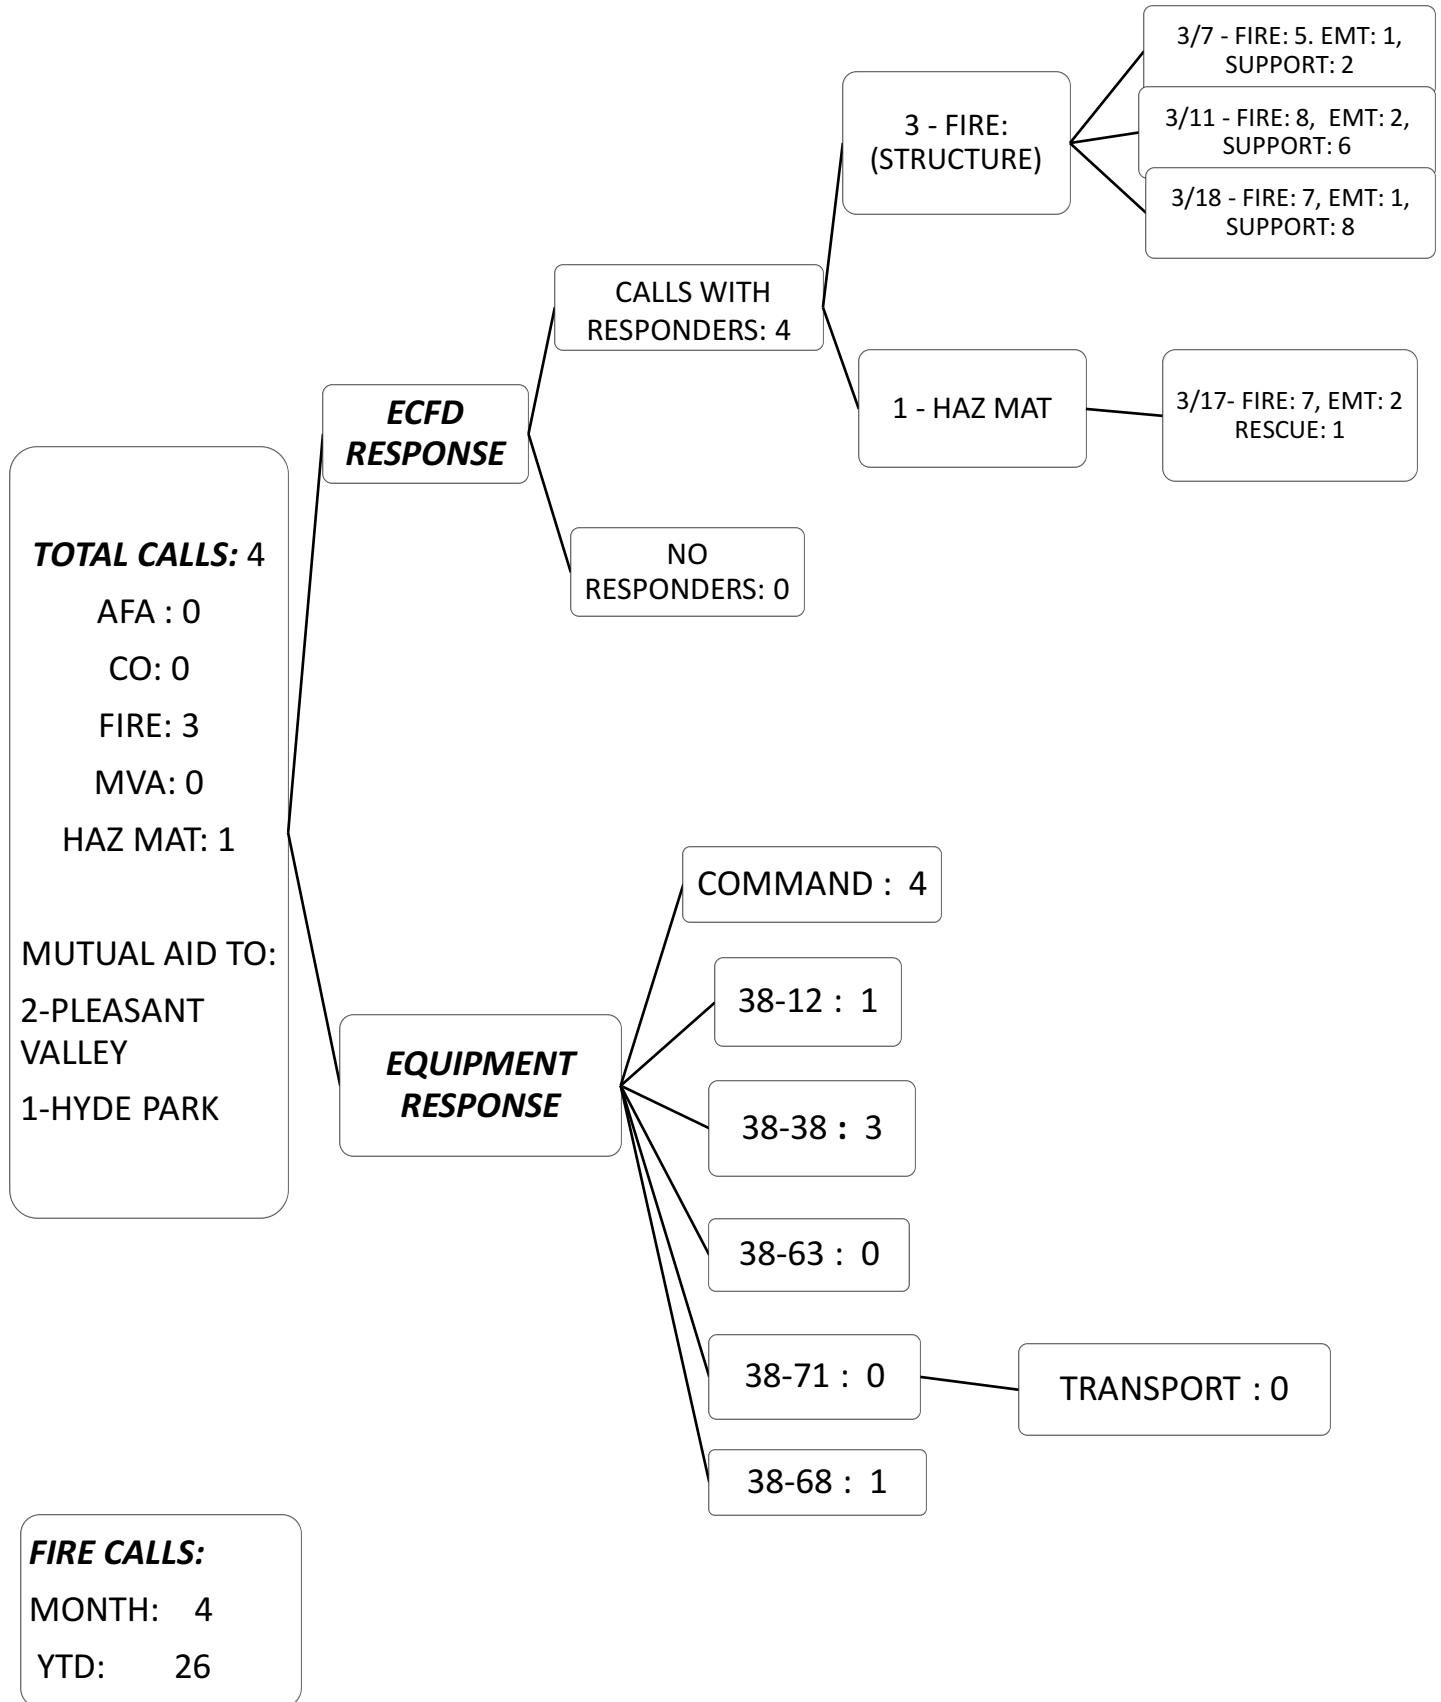 TOTAL CALLS: 4
AFA : 0
CO: 0
FIRE: 3
MVA: 0
HAZ MAT: 1
MUTUAL AID TO:
2-PLEASANT
VALLEY
1-HYDE PARK
ECFD
RESPONSE
CALLS WITH
RESPONDERS: 4
3 - FIRE:
(STRUCTURE)
3/7 - FIRE: 5. EMT: 1,
SUPPORT: 2
3/11 - FIRE: 8,  EMT: 2,
SUPPORT: 6
3/18 - FIRE: 7, EMT: 1,
SUPPORT: 8
1 - HAZ MAT
3/17- FIRE: 7, EMT: 2
RESCUE: 1
NO
RESPONDERS: 0
EQUIPMENT
RESPONSE
COMMAND :  4
38-12 :  1
38-38 :  3
38-63 :  0
38-71 :  0
TRANSPORT : 0
38-68 :  1
FIRE CALLS:
MONTH:    4
YTD:       26